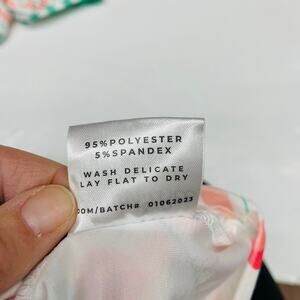 95%POLYESTER
5%SPANDEX
WASH DELICATE
LAY FLAT TO DRY
COM/BATCH# 01062023